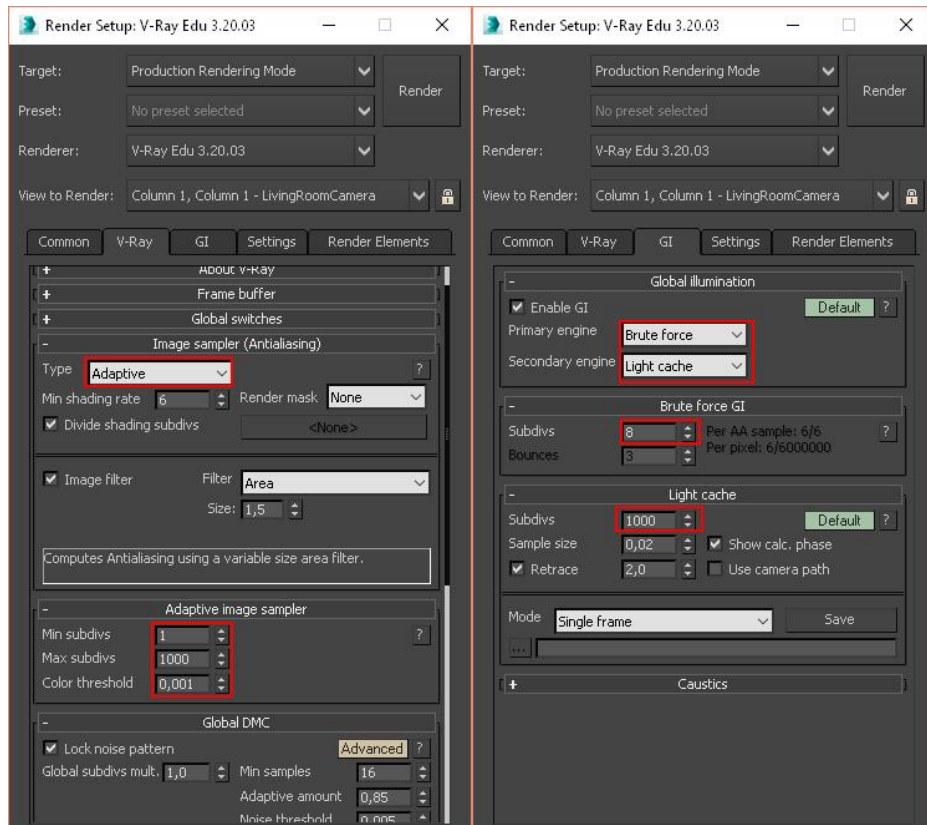 Render Setup: V-Ray Edu 3.20.03
Target: Production Rendering Mode
Render
Preset: No preset selected
Renderer: V-Ray Edu 3.20.03
View to Render: Column 1, Column 1 - LivingRoomCamera
Common V-Ray GI Settings Render Elements
+ About V-Ray
+ Frame buffer
+ Global switches
- Image sampler (Antialiasing)
Type Adaptive ?
Min shading rate 6 Render mask None
Divide shading subdivs <None>
Image filter Filter Area
Size: 1,5
Computes Antialiasing using a variable size area filter.
- Adaptive image sampler
Min subdivs 1 ?
Max subdivs 1000
Color threshold 0,001
- Global DMC
Lock noise pattern Advanced ?
Global subdivs mult. 1,0 Min samples 16
Adaptive amount 0,85
Noise threshold 0,005
Render Setup: V-Ray Edu 3.20.03
Target: Production Rendering Mode
Render
Preset: No preset selected
Renderer: V-Ray Edu 3.20.03
View to Render: Column 1, Column 1 - LivingRoomCamera
Common V-Ray GI Settings Render Elements
- Global illumination
Enable GI Default ?
Primary engine Brute force
Secondary engine Light cache
- Brute force GI
Subdivs 8 Per AA sample: 6/6 ?
Bounces 3 Per pixel: 6/6000000
- Light cache
Subdivs 1000 Default ?
Sample size 0,02 Show calc. phase
Retrace 2,0 Use camera path
Mode Single frame Save
...
+ Caustics